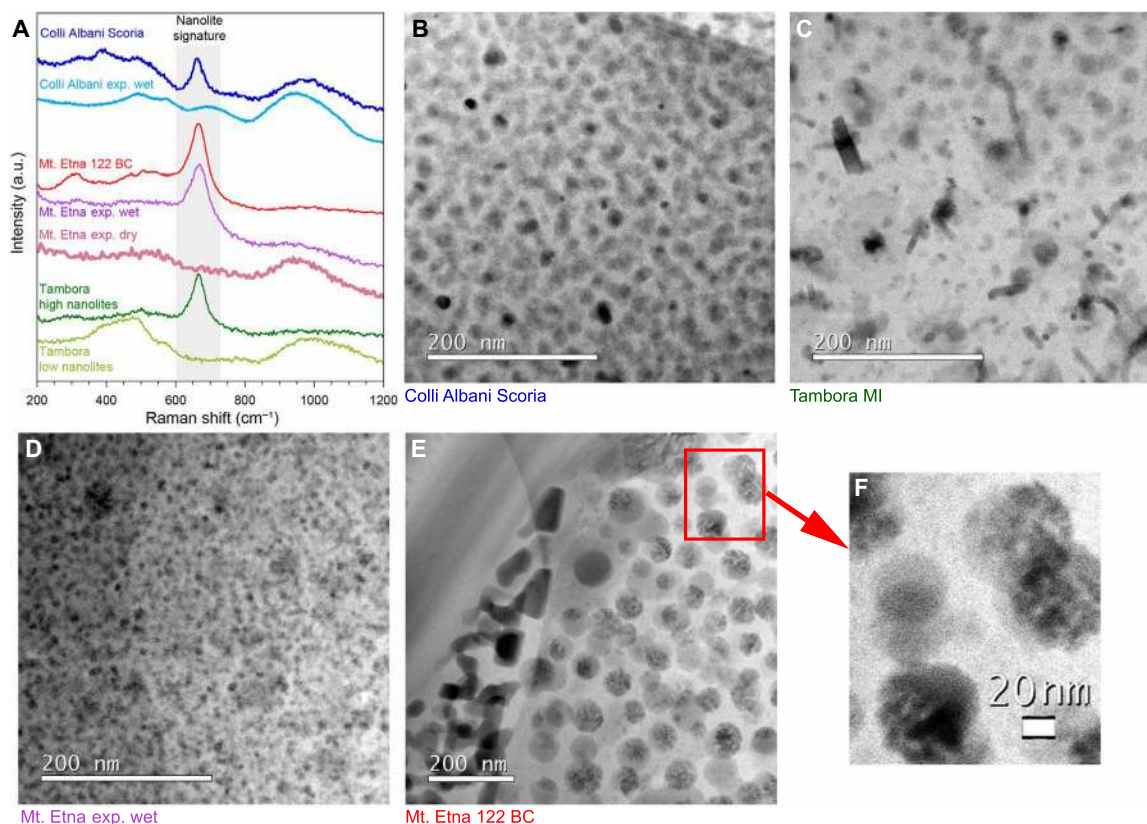 A
Nanolite
signature
Colli Albani Scoria
Colli Albani exp. wet
Mt. Etna 122 BC
Mt. Etna exp. wet
Mt. Etna exp. dry
Tambora
high nanolites
Tambora
low nanolites
Intensity (a.u.)
200 400 600 800 1000 1200
Raman shift (cm⁻¹)
B
200 nm
Colli Albani Scoria
C
200 nm
Tambora MI
D
200 nm
Mt. Etna exp. wet
E
200 nm
Mt. Etna 122 BC
F
20nm